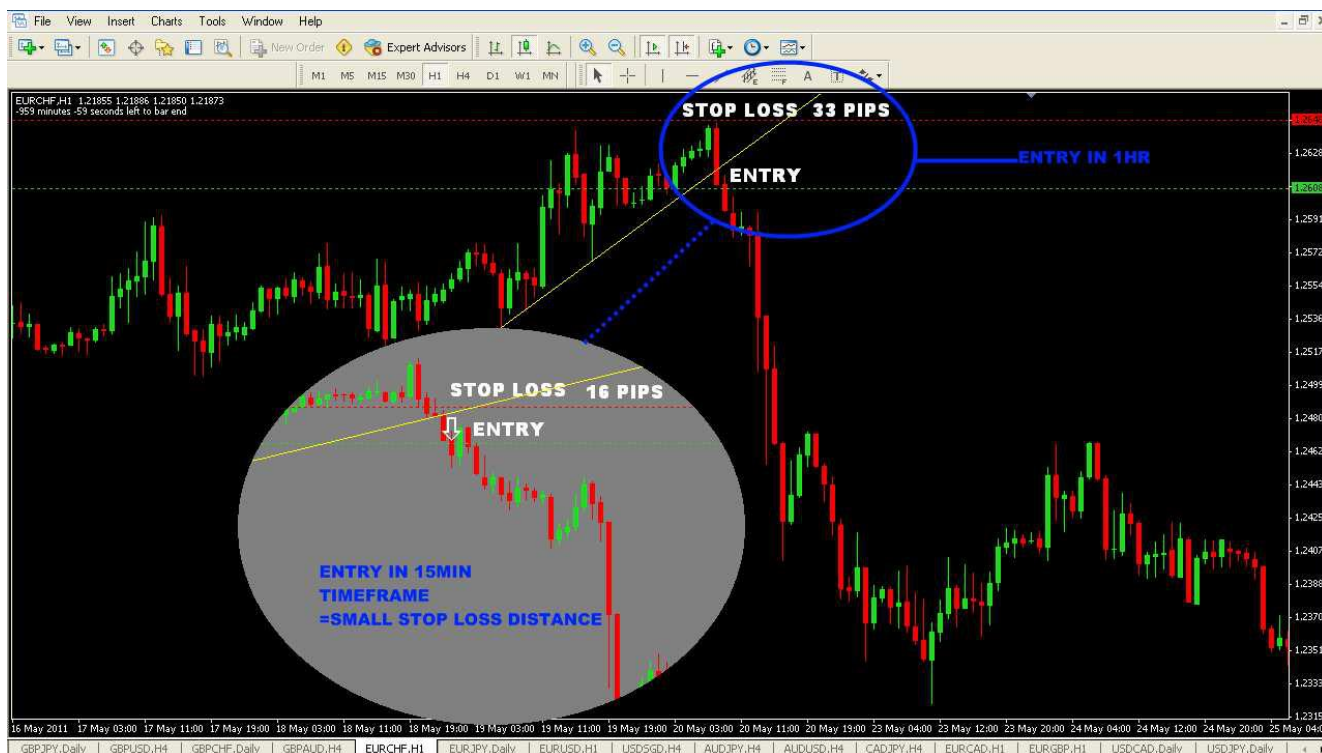 File View Insert Charts Tools Window Help
New Order Expert Advisors
M1 M5 M15 M30 H1 H4 D1 W1 MN A T
EURCHF,H1 1.21855 1.21886 1.21850 1.21873
-959 minutes -59 seconds left to bar end
STOP LOSS 33 PIPS
ENTRY IN 1HR
ENTRY
STOP LOSS 16 PIPS
ENTRY
ENTRY IN 15MIN
TIMEFRAME
=SMALL STOP LOSS DISTANCE
1.2628
1.2608
1.2591
1.2572
1.2554
1.2536
1.2517
1.2499
1.2480
1.2462
1.2443
1.2425
1.2407
1.2388
1.2370
1.2351
1.2333
1.2315
16 May 2011 17 May 03:00 17 May 11:00 17 May 19:00 18 May 03:00 18 May 11:00 18 May 19:00 19 May 03:00 19 May 11:00 19 May 19:00 20 May 03:00 20 May 11:00 20 May 19:00 23 May 04:00 23 May 12:00 23 May 20:00 24 May 04:00 24 May 12:00 24 May 20:00 25 May 04:0
GBPJPY,Daily GBPUSD,H4 GBPCHF,Daily GBPAUD,H4 EURCHF,H1 EURJPY,Daily EURUSD,H1 USDSGD,H4 AUDJPY,H4 AUDUSD,H4 CADJPY,H4 EURCAD,H1 EURGBP,H1 USDCAD,Daily USDJPY,Daily